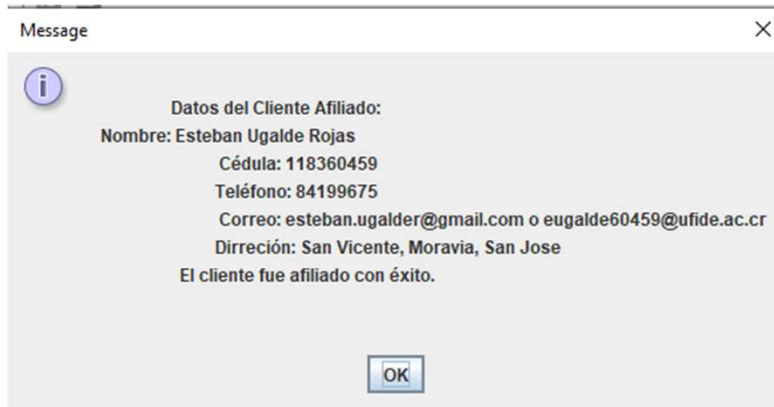 Message
Datos del Cliente Afiliado:
Nombre: Esteban Ugalde Rojas
Cédula: 118360459
Teléfono: 84199675
Correo: esteban.ugalder@gmail.com o eugalde60459@ufide.ac.cr
Dirreción: San Vicente, Moravia, San Jose
El cliente fue afiliado con éxito.
OK